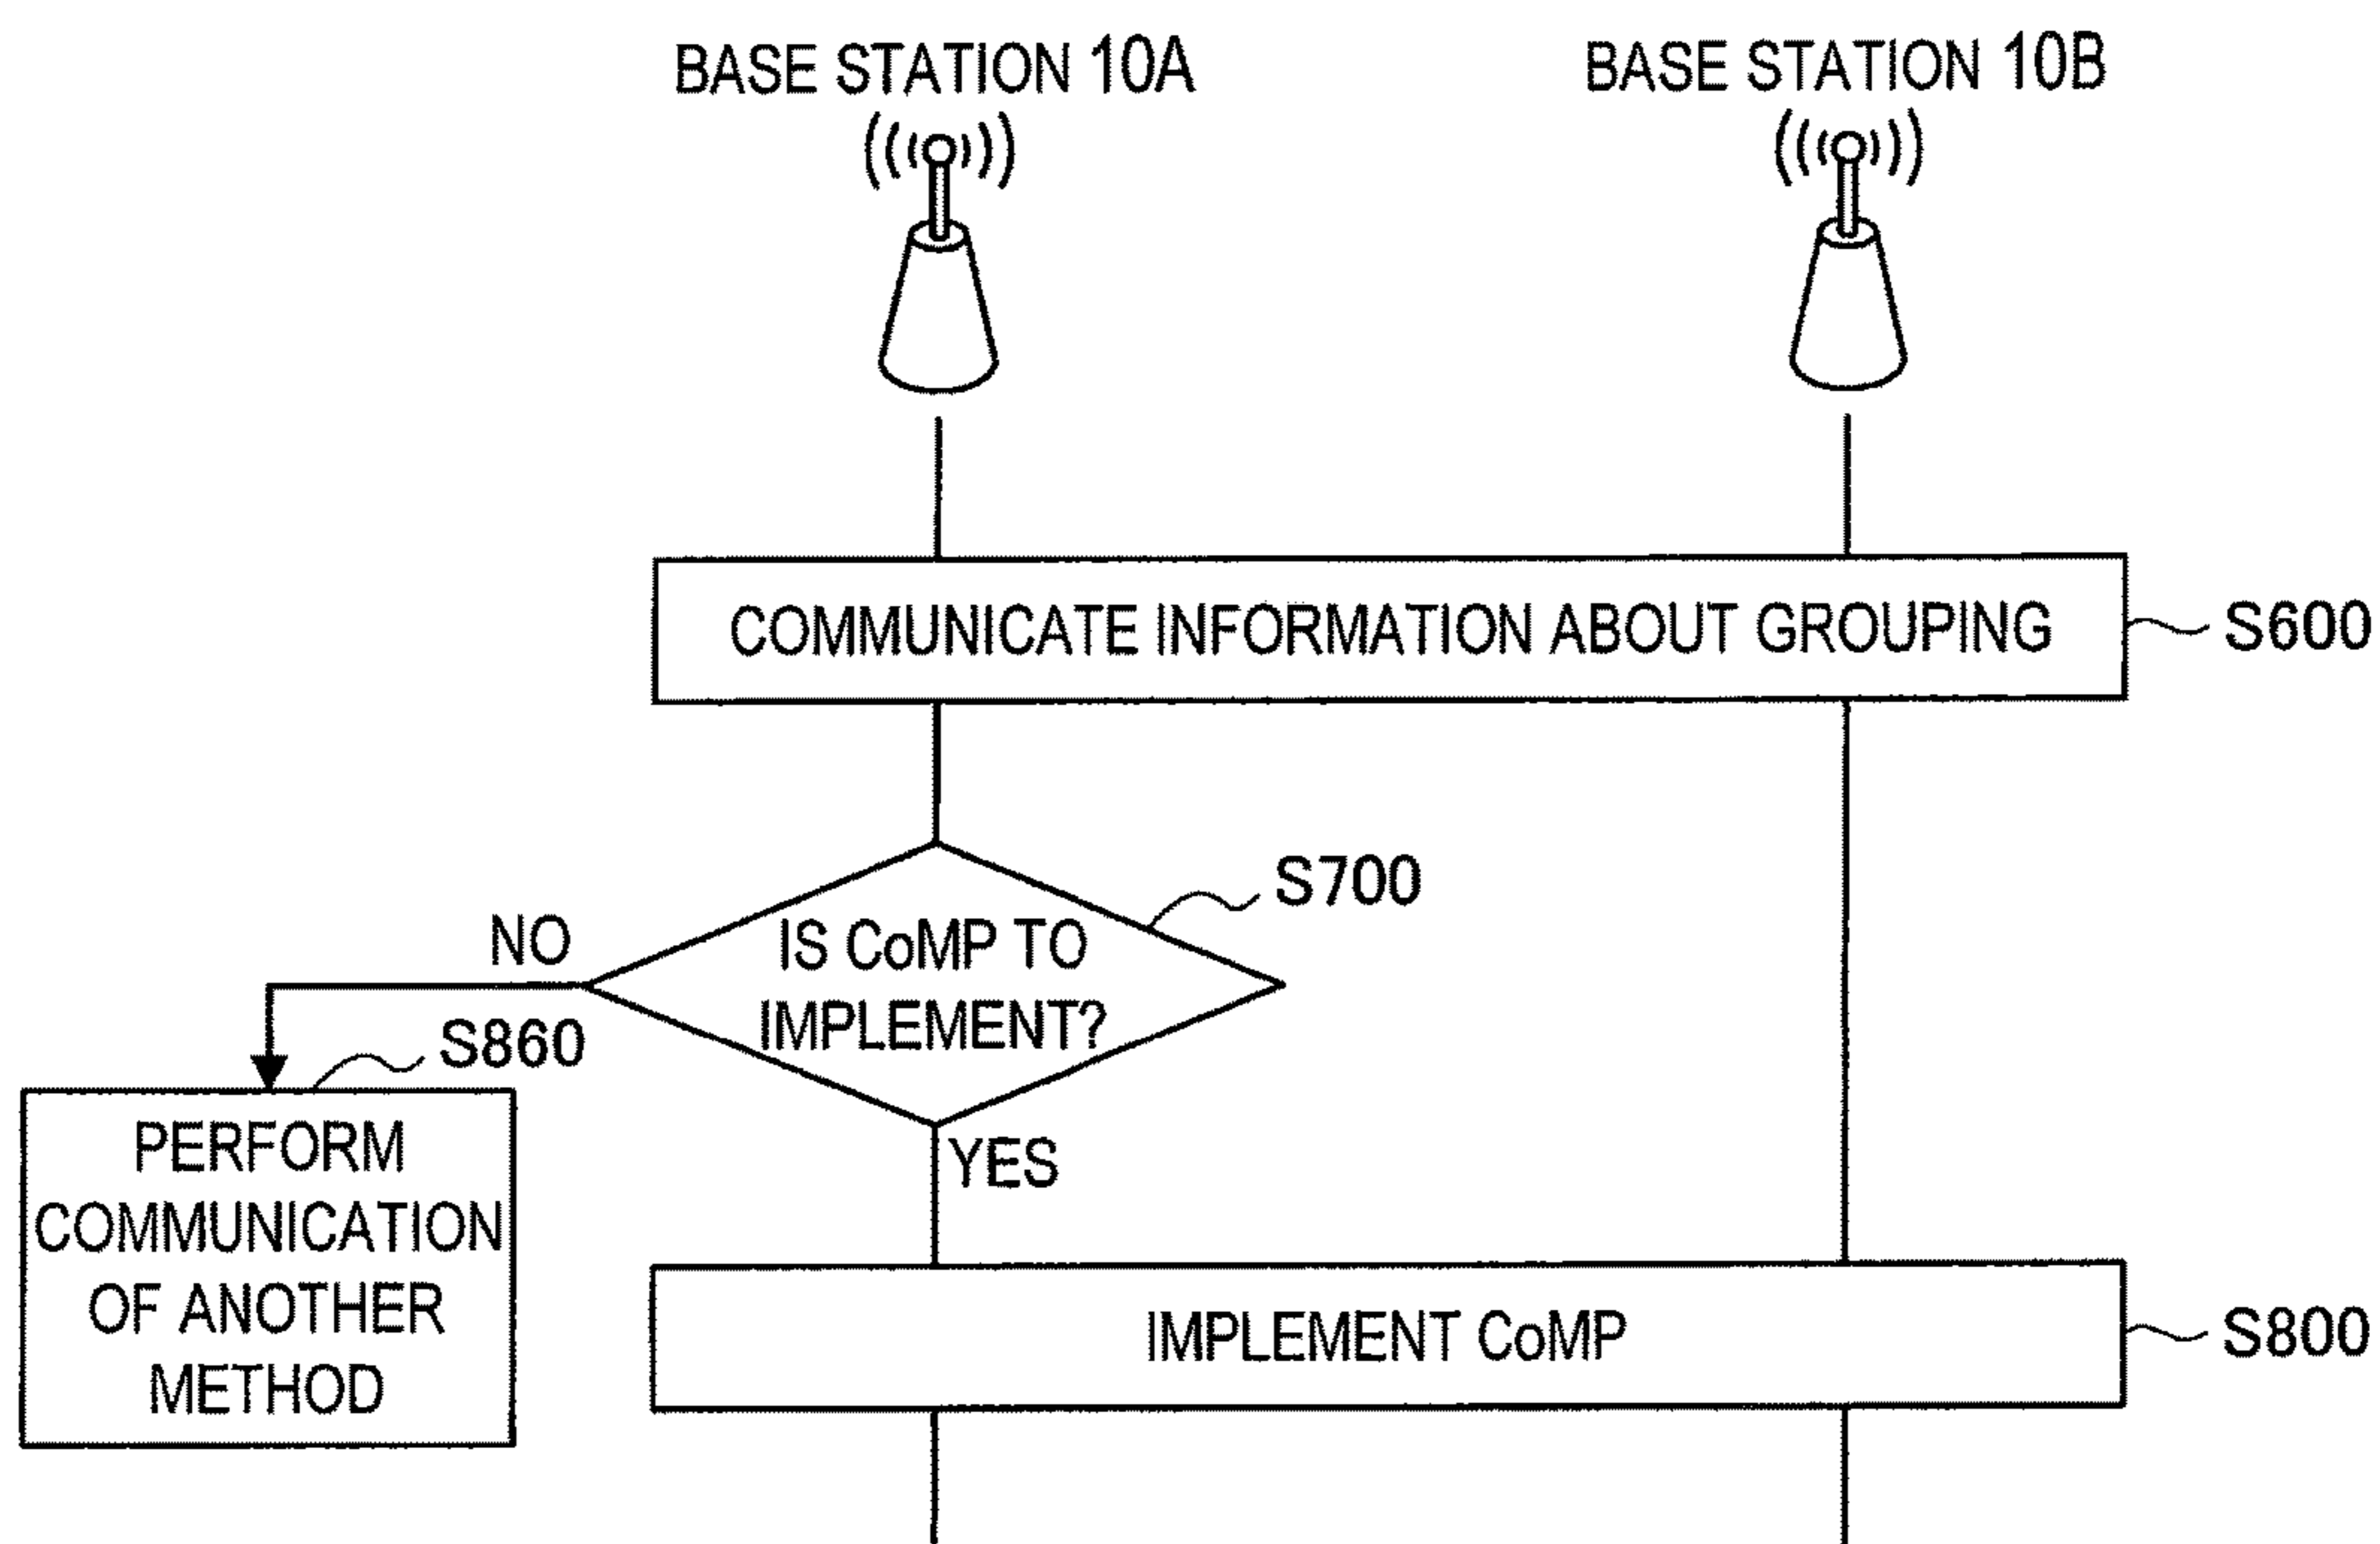 BASE STATION 10A
BASE STATION 10B
COMMUNICATE INFORMATION ABOUT GROUPING
S600
S700
NO
IS CoMP TO
IMPLEMENT?
S860
YES
PERFORM
COMMUNICATION
OF ANOTHER
METHOD
IMPLEMENT CoMP
S800